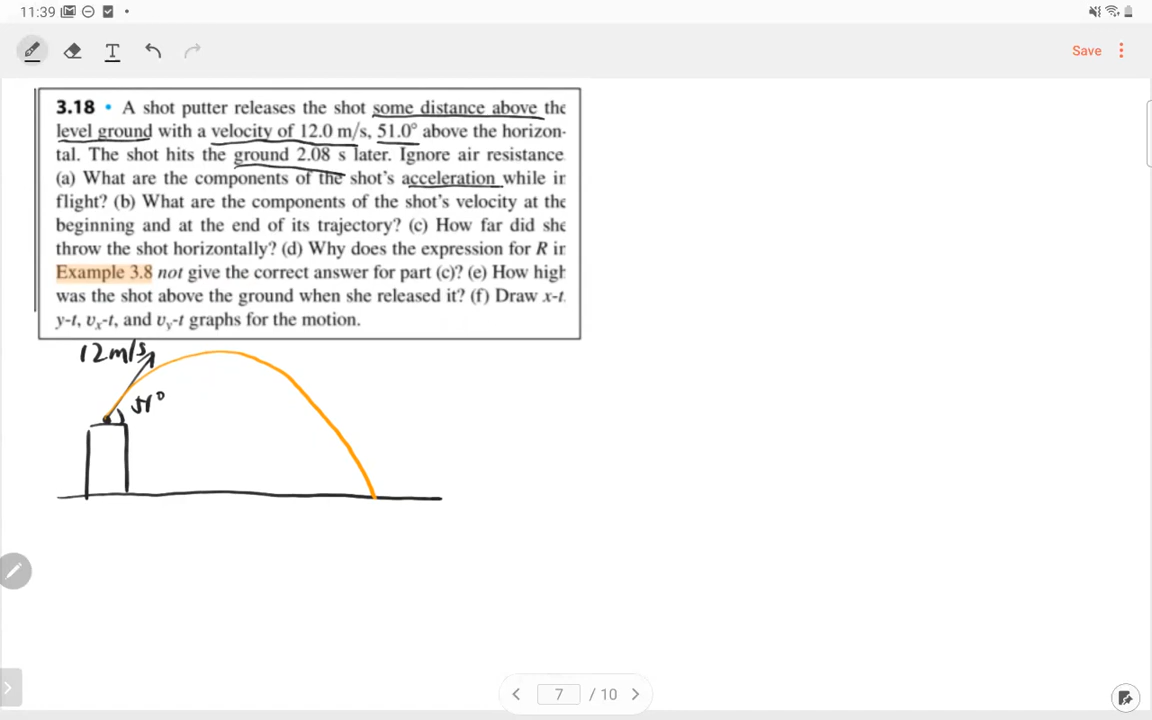 11:39
T
Save
3.18 • A shot putter releases the shot some distance above the
level ground with a velocity of 12.0 m/s, 51.0° above the horizon-
tal. The shot hits the ground 2.08 s later. Ignore air resistance.
(a) What are the components of the shot's acceleration while in
flight? (b) What are the components of the shot's velocity at the
beginning and at the end of its trajectory? (c) How far did she
throw the shot horizontally? (d) Why does the expression for R in
Example 3.8 not give the correct answer for part (c)? (e) How high
was the shot above the ground when she released it? (f) Draw x-t,
y-t, vx-t, and vy-t graphs for the motion.
12m/s
51°
7 / 10